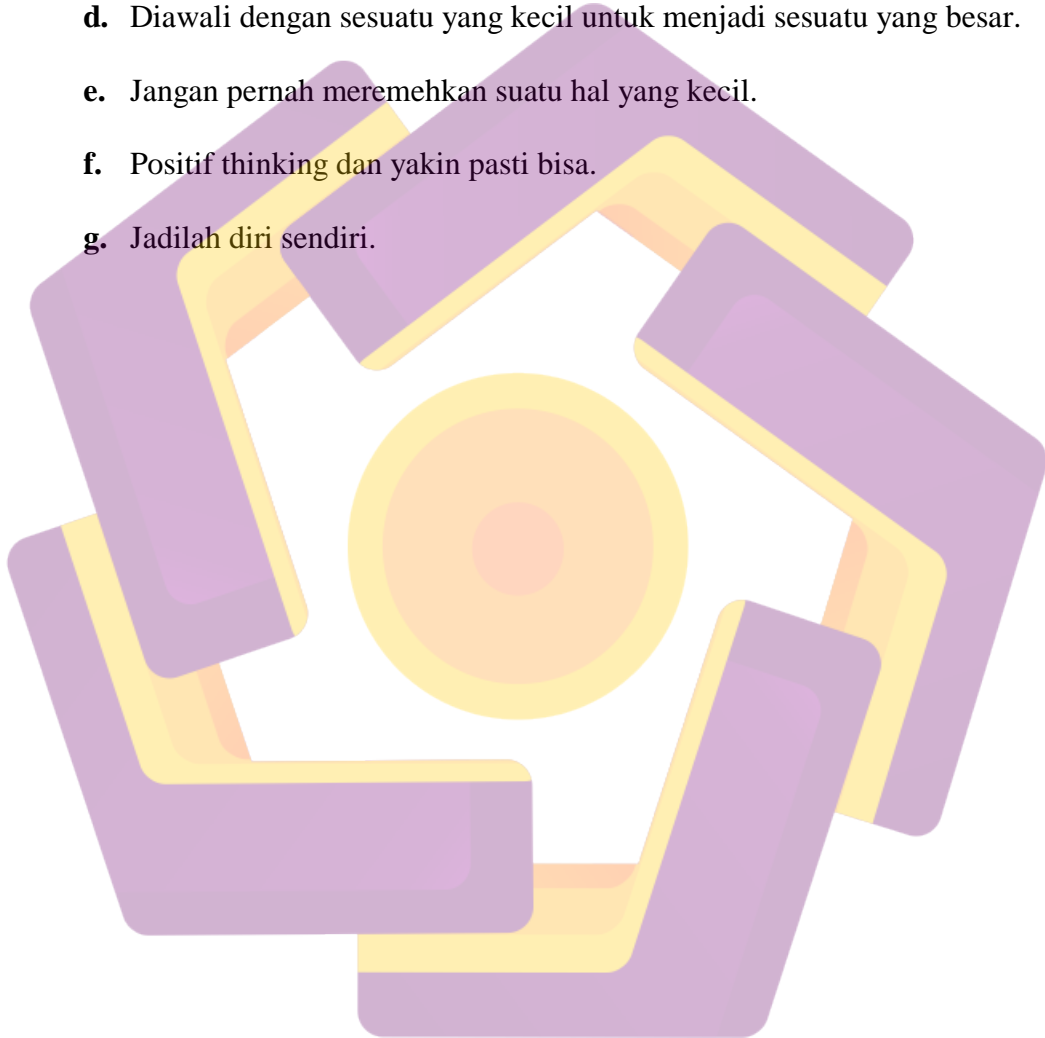 d. Diawali dengan sesuatu yang kecil untuk menjadi sesuatu yang besar.
e. Jangan pernah meremehkan suatu hal yang kecil.
f. Positif thinking dan yakin pasti bisa.
g. Jadilah diri sendiri.